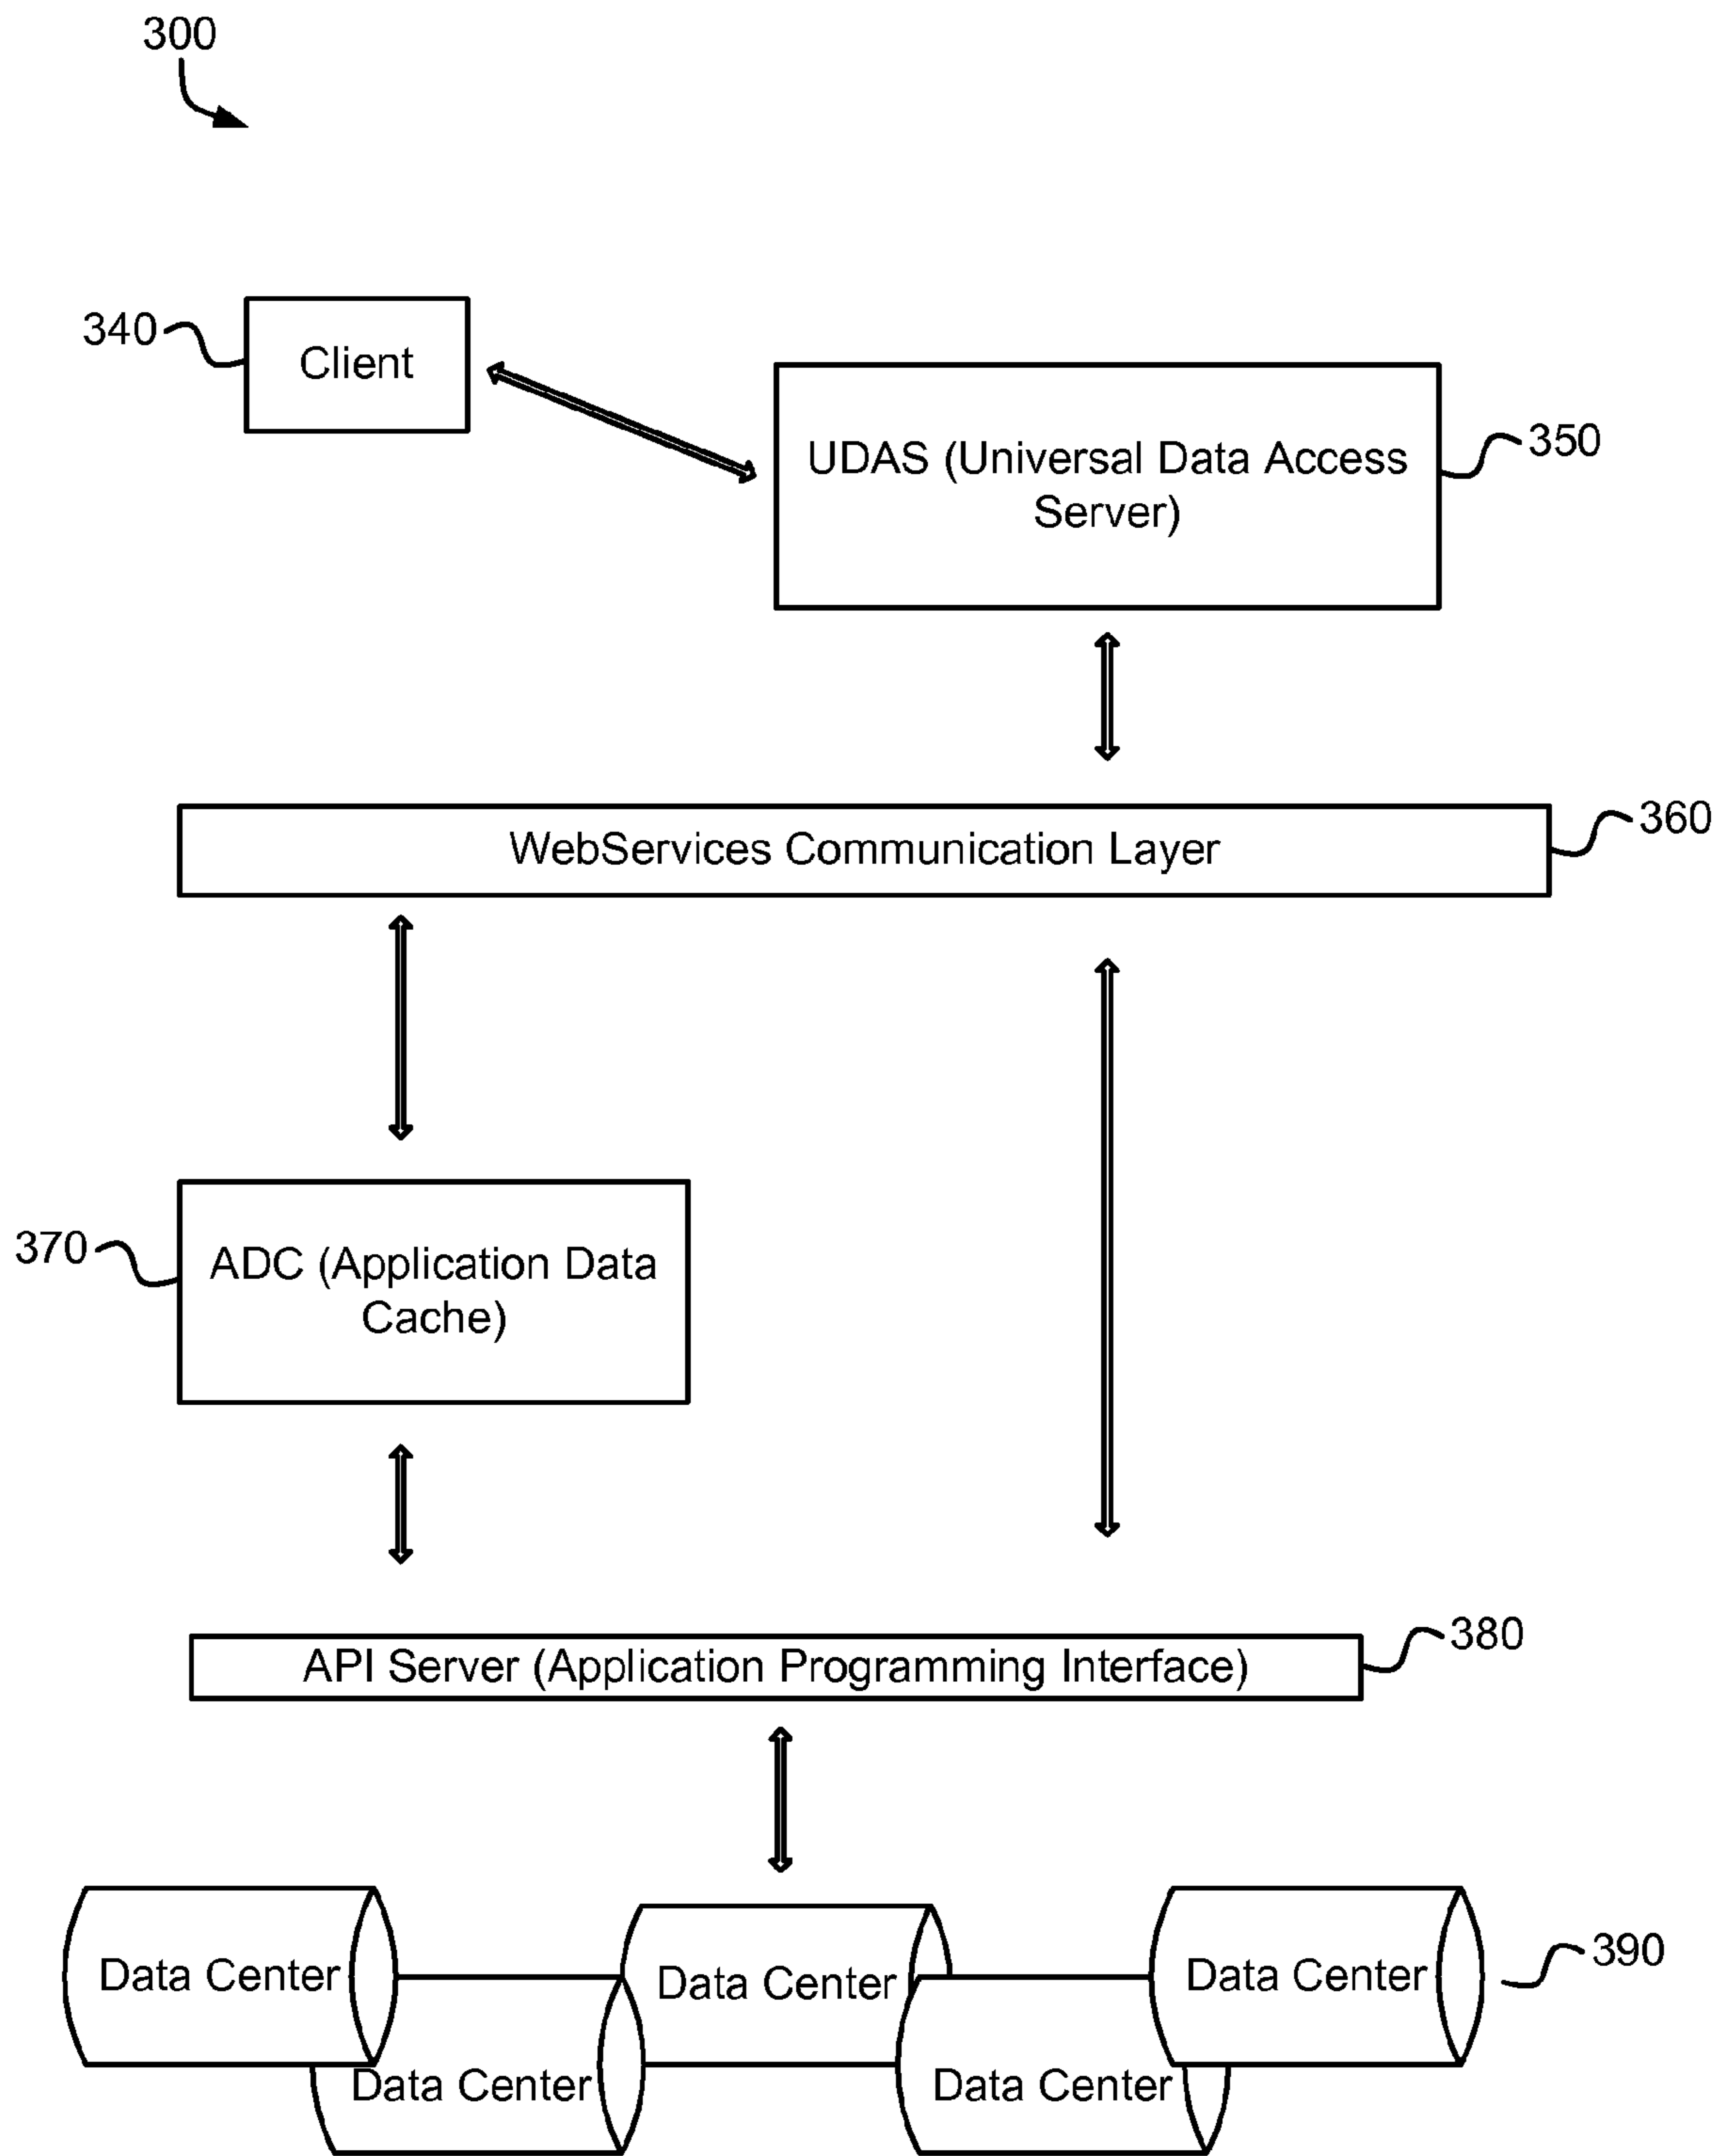 300
340
Client
UDAS (Universal Data Access
Server)
350
WebServices Communication Layer
360
370
ADC (Application Data
Cache)
API Server (Application Programming Interface)
380
Data Center
Data Center
Data Center
Data Center
Data Center
390